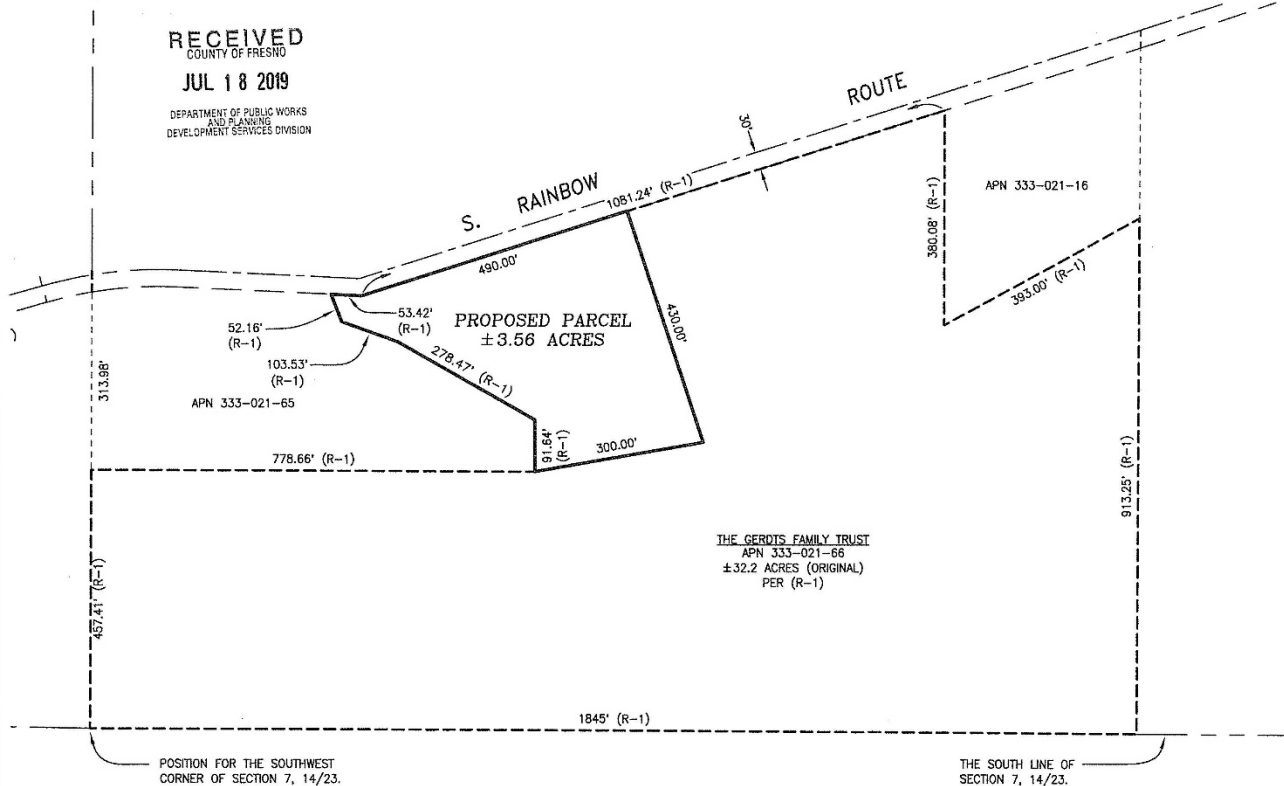 RECEIVED
COUNTY OF FRESNO
JUL 18 2019
DEPARTMENT OF PUBLIC WORKS
AND PLANNING
DEVELOPMENT SERVICES DIVISION
S. RAINBOW ROUTE
30'
1081.24' (R-1)
490.00'
53.42'
(R-1)
52.16'
(R-1)
103.53'
(R-1)
278.47' (R-1)
PROPOSED PARCEL
±3.56 ACRES
430.00'
380.08' (R-1)
APN 333-021-16
393.00' (R-1)
313.98'
APN 333-021-65
778.66' (R-1)
91.64'
(R-1)
300.00'
913.25' (R-1)
THE GERDTS FAMILY TRUST
APN 333-021-66
±32.2 ACRES (ORIGINAL)
PER (R-1)
457.41' (R-1)
1845' (R-1)
POSITION FOR THE SOUTHWEST
CORNER OF SECTION 7, 14/23.
THE SOUTH LINE OF
SECTION 7, 14/23.